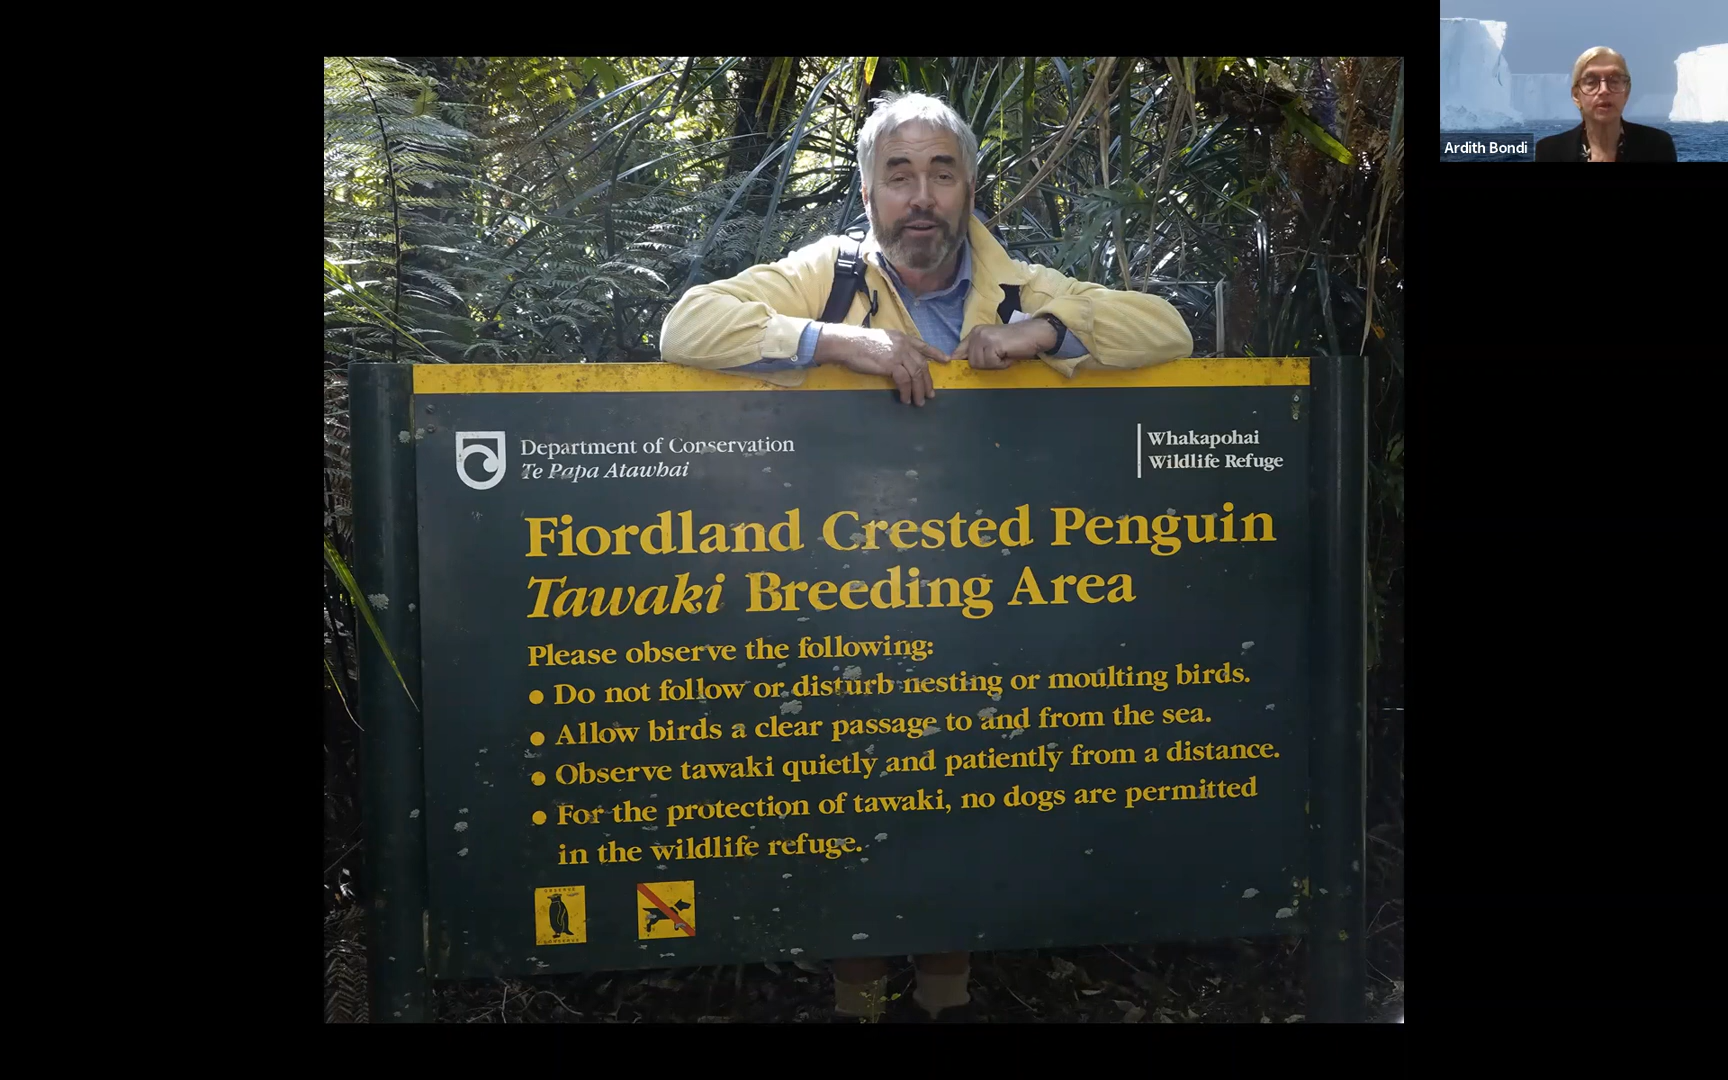 Ardith Bondi
Department of Conservation
Te Papa Atawhai
Whakapohai
Wildlife Refuge
Fiordland Crested Penguin
Tawaki Breeding Area
Please observe the following:
• Do not follow or disturb nesting or moulting birds.
• Allow birds a clear passage to and from the sea.
• Observe tawaki quietly and patiently from a distance.
• For the protection of tawaki, no dogs are permitted
in the wildlife refuge.